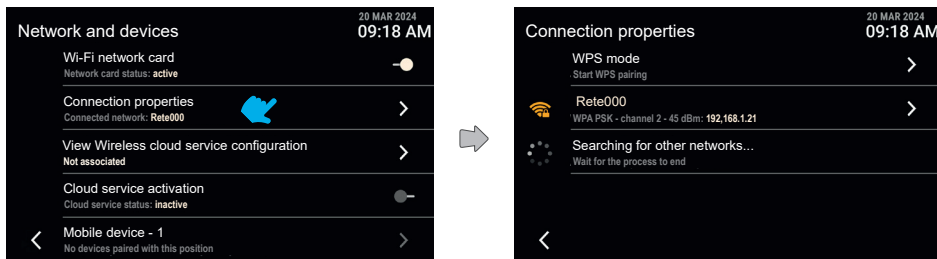 Network and devices
20 MAR 2024
09:18 AM
Wi-Fi network card
Network card status: active
Connection properties
Connected network: Rete000
View Wireless cloud service configuration
Not associated
Cloud service activation
Cloud service status: inactive
Mobile device - 1
No devices paired with this position
Connection properties
20 MAR 2024
09:18 AM
WPS mode
Start WPS pairing
Rete000
WPA PSK - channel 2 - 45 dBm: 192,168.1.21
Searching for other networks...
Wait for the process to end